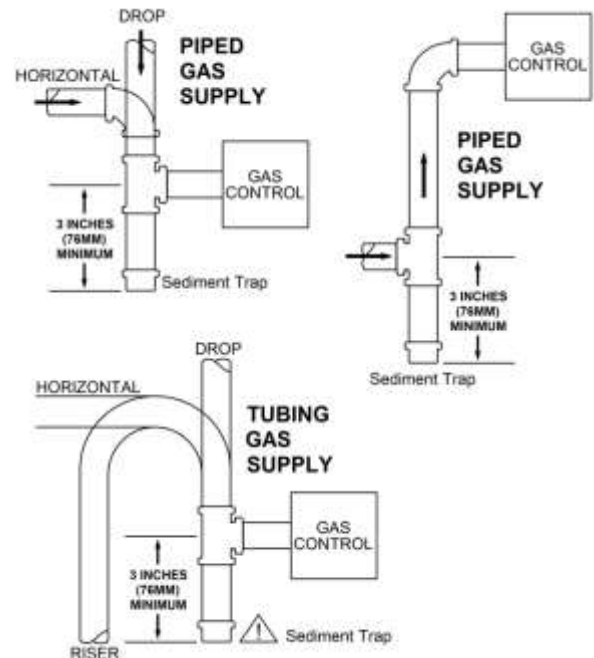 DROP
PIPED
GAS
SUPPLY
HORIZONTAL
GAS
CONTROL
3 INCHES
(76MM)
MINIMUM
Sediment Trap
GAS
CONTROL
PIPED
GAS
SUPPLY
3 INCHES
(76MM)
MINIMUM
Sediment Trap
DROP
HORIZONTAL
TUBING
GAS
SUPPLY
GAS
CONTROL
3 INCHES
(76MM)
MINIMUM
! Sediment Trap
RISER